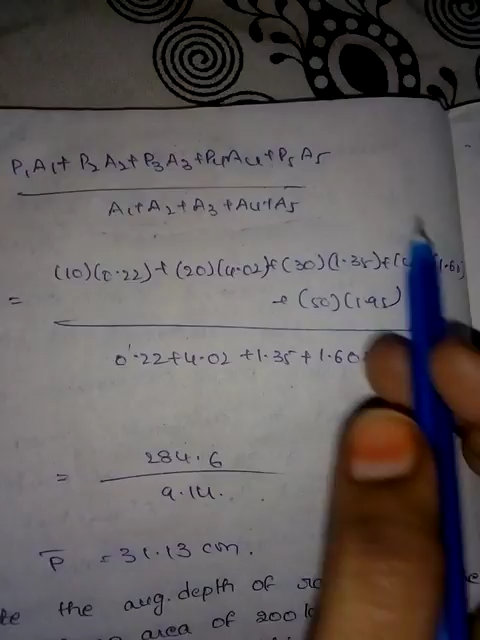 P1A1+ P2A2+P3A3+P4A4+P5A5
A1+A2+A3+A4+A5
(10)(0.22)+(20)(4.02)+(30)(1.35)+
= + (50)(1.95)
0.22+4.02+1.35+1.60
= 284.6
9.14.
P̅ = 31.13 cm.
the avg. depth of
area of 200